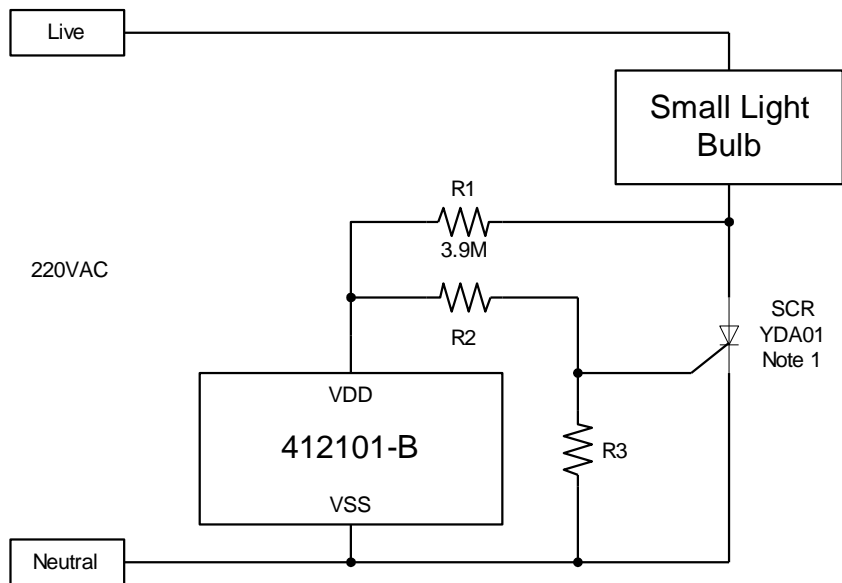 Live
Small Light
Bulb
R1
3.9M
220VAC
R2
SCR
YDA01
Note 1
VDD
412101-B
VSS
R3
Neutral